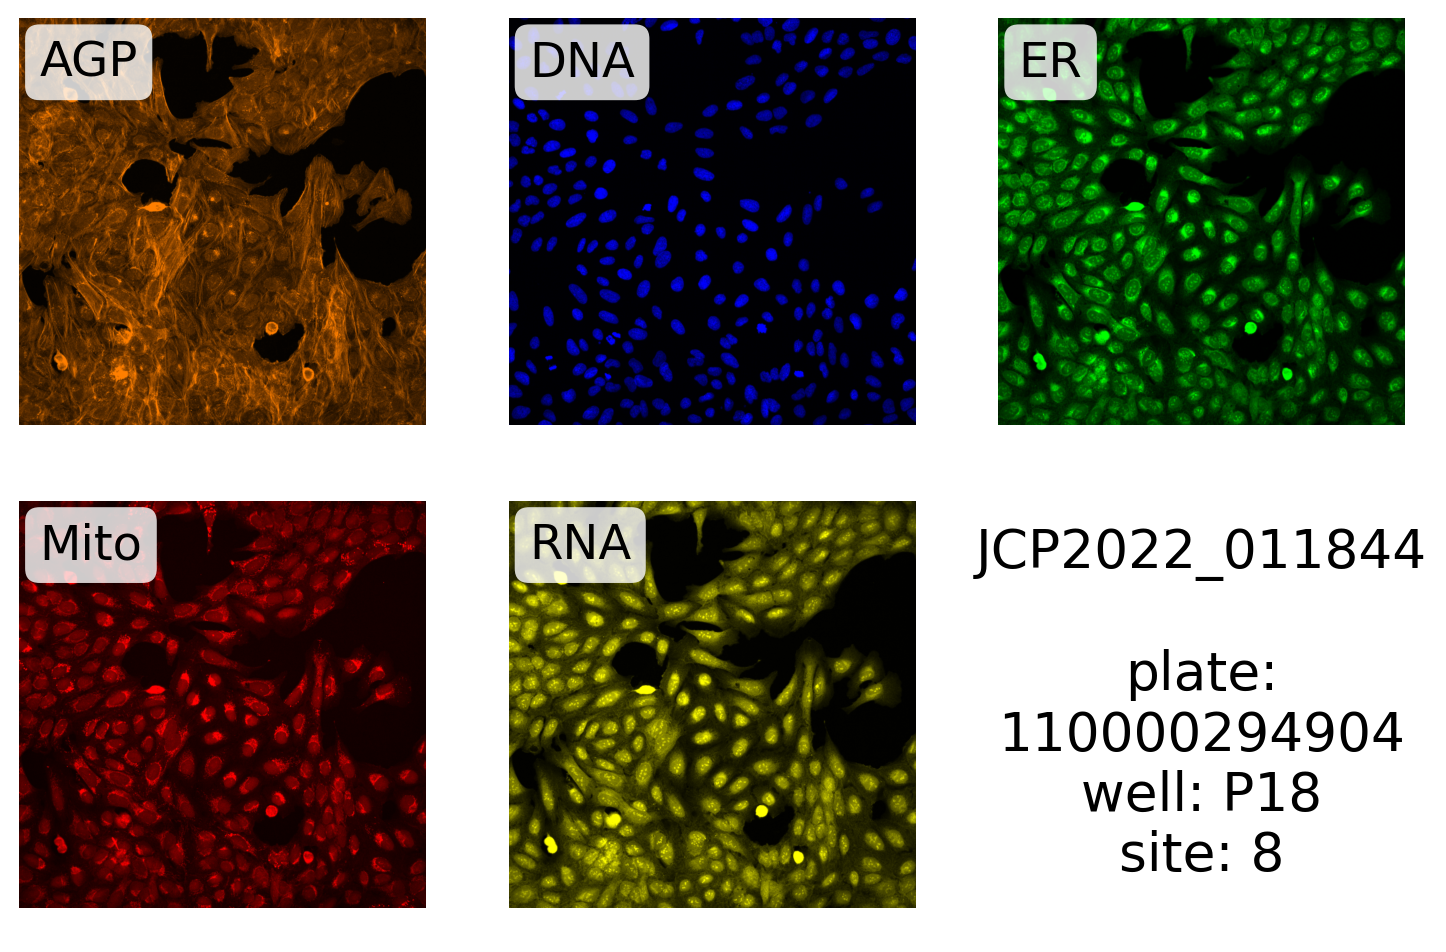 AGP
DNA
ER
Mito
RNA
JCP2022_011844
plate:
110000294904
well: P18
site: 8